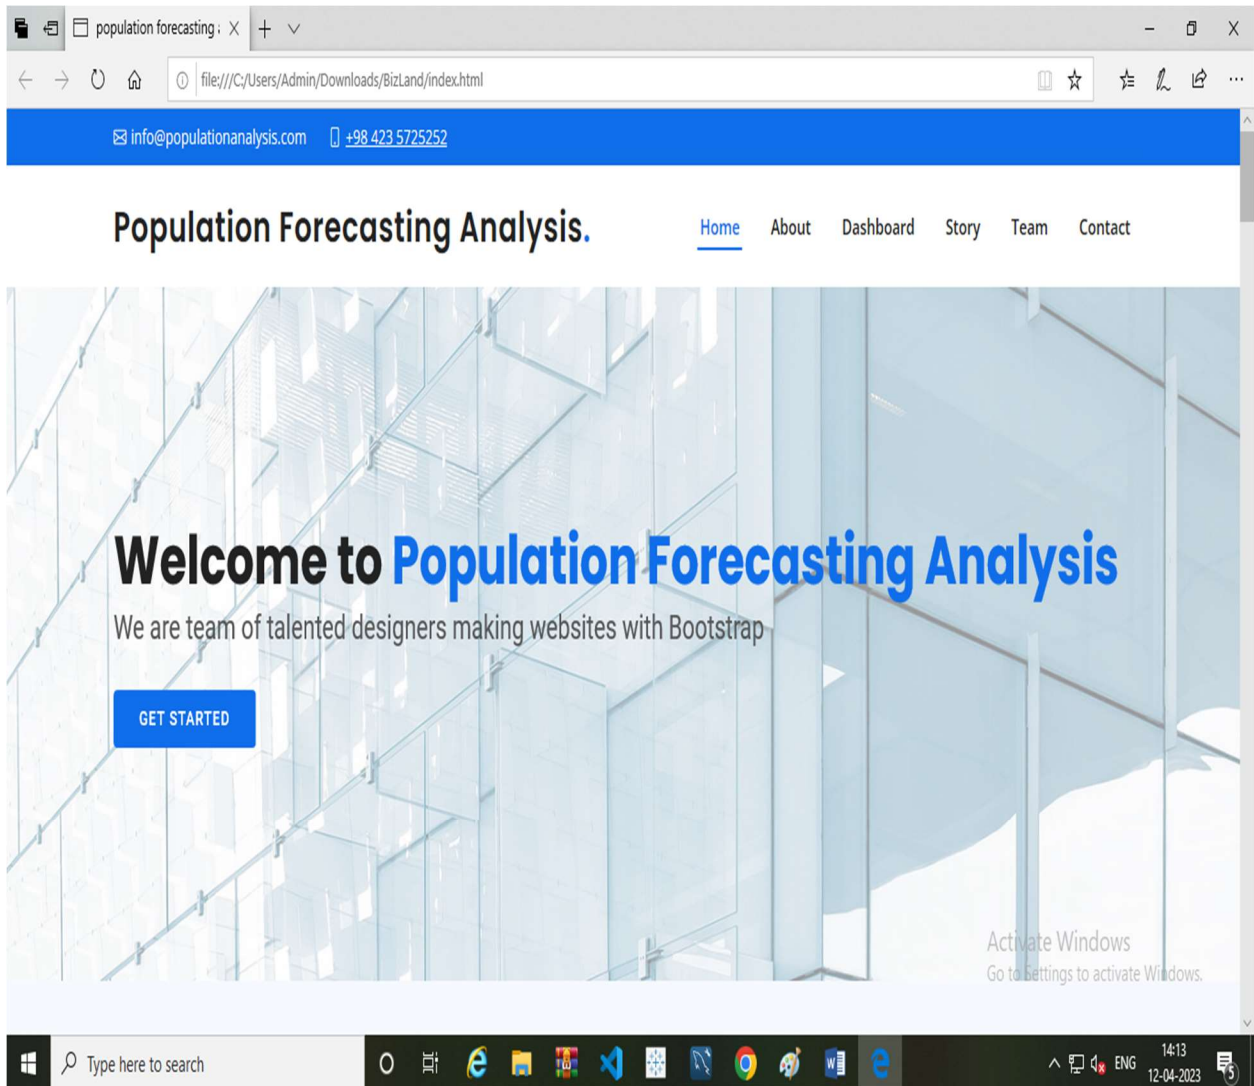 population forecasting
file:///C:/Users/Admin/Downloads/BizLand/index.html
info@populationanalysis.com +98 423 5725252
Population Forecasting Analysis.
Home About Dashboard Story Team Contact
Welcome to Population Forecasting Analysis
We are team of talented designers making websites with Bootstrap
GET STARTED
Activate Windows
Go to Settings to activate Windows.
Type here to search
ENG
14:13
12-04-2023
5